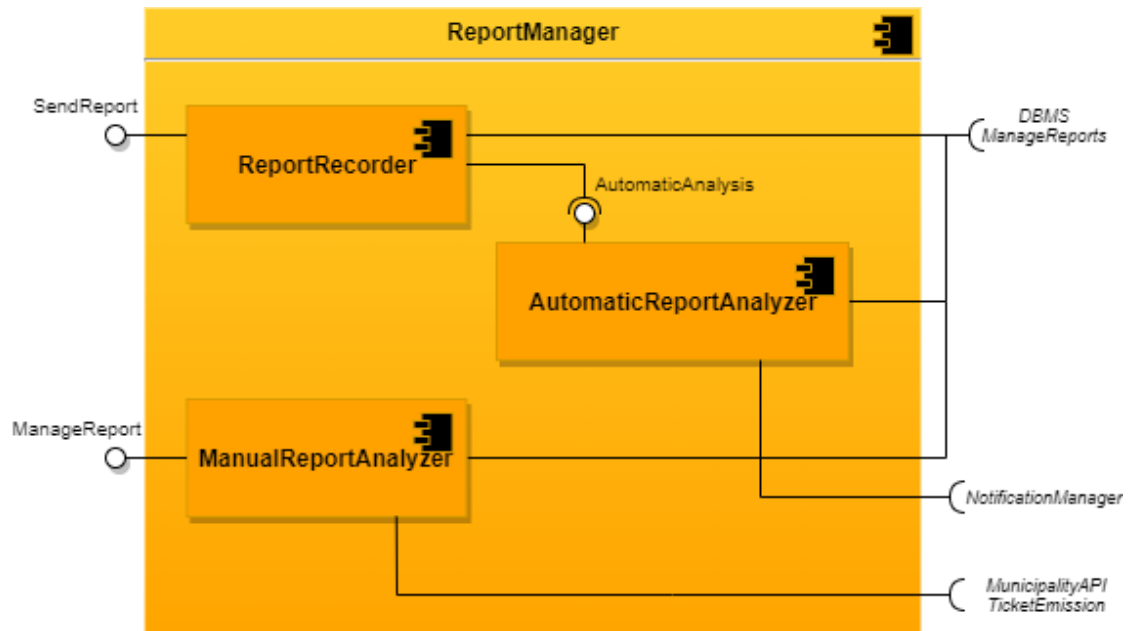 ReportManager
SendReport
DBMS
ManageReports
ReportRecorder
AutomaticAnalysis
AutomaticReportAnalyzer
ManageReport
ManualReportAnalyzer
NotificationManager
MunicipalityAPI
TicketEmission